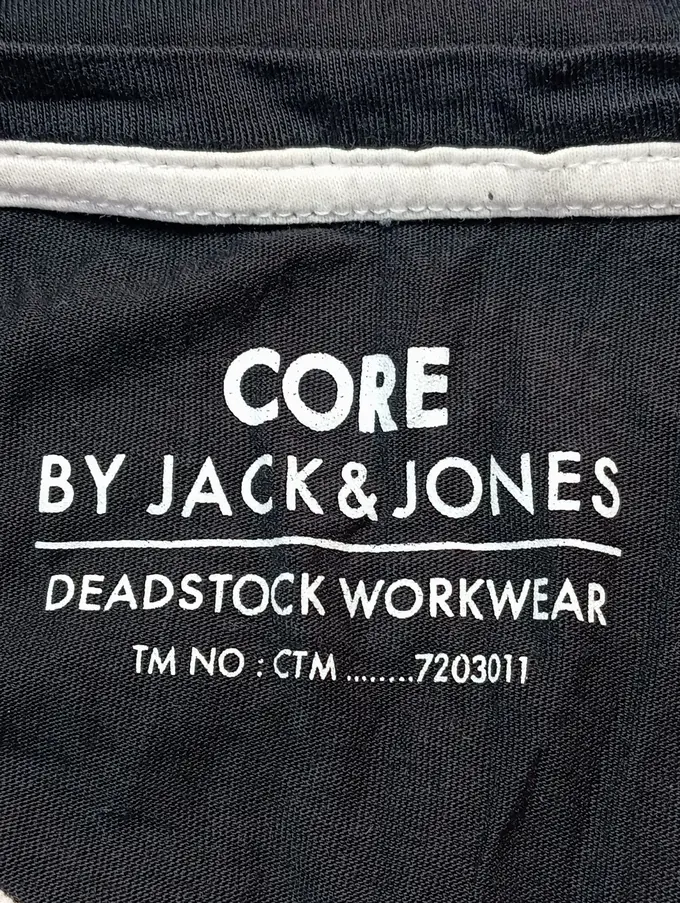 CORE
BY JACK & JONES
DEADSTOCK WORKWEAR
TM NO : CTM ........7203011